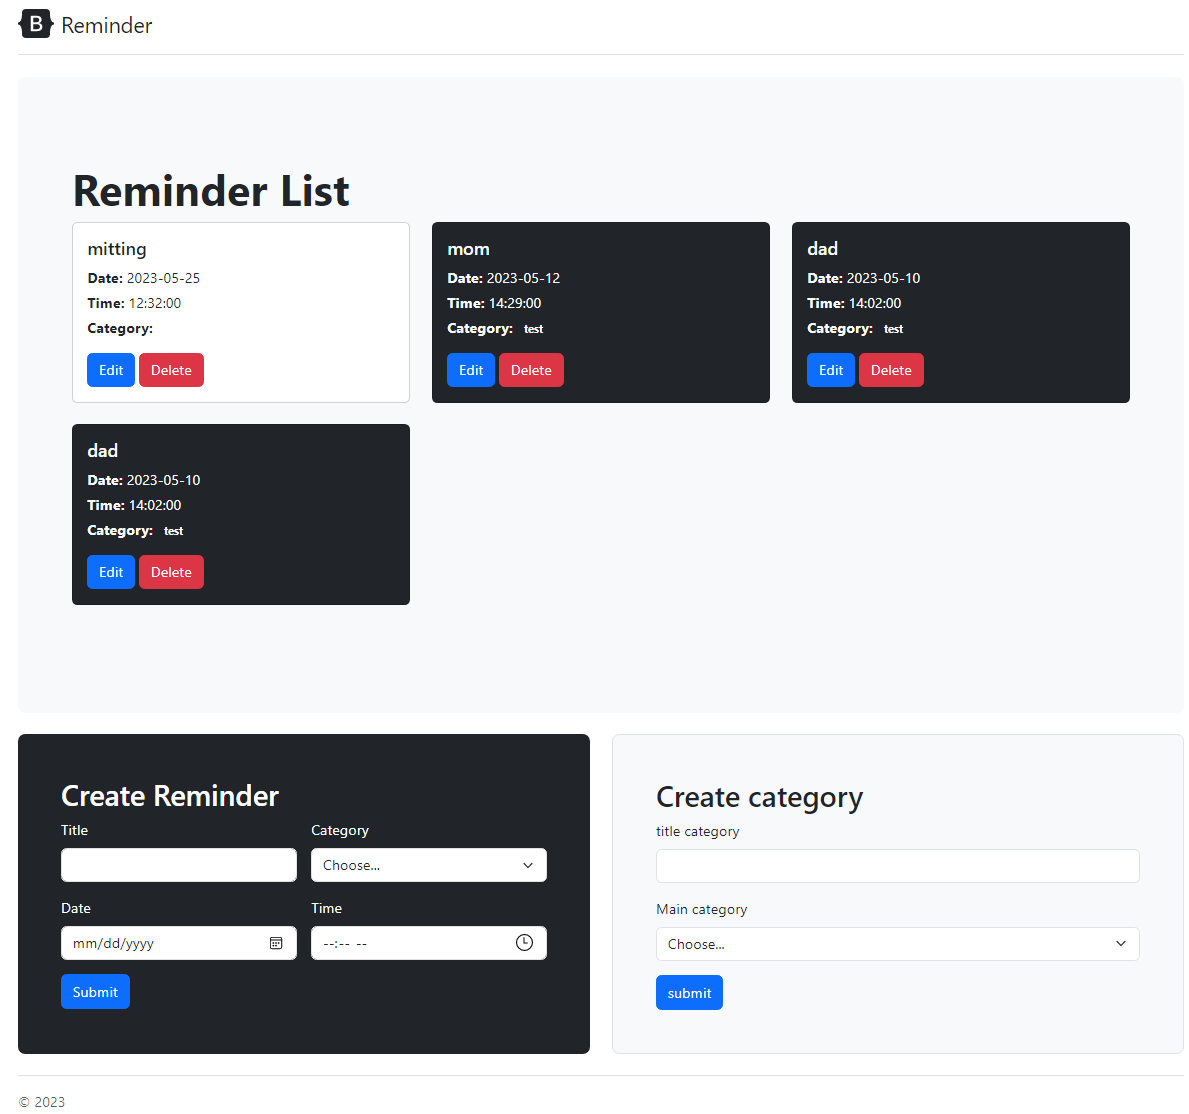 B Reminder
Reminder List
mitting
Date: 2023-05-25
Time: 12:32:00
Category:
Edit Delete
mom
Date: 2023-05-12
Time: 14:29:00
Category: test
Edit Delete
dad
Date: 2023-05-10
Time: 14:02:00
Category: test
Edit Delete
dad
Date: 2023-05-10
Time: 14:02:00
Category: test
Edit Delete
Create Reminder
Title Category
Choose...
Date Time
mm/dd/yyyy --:-- --
Submit
Create category
title category
Main category
Choose...
submit
© 2023